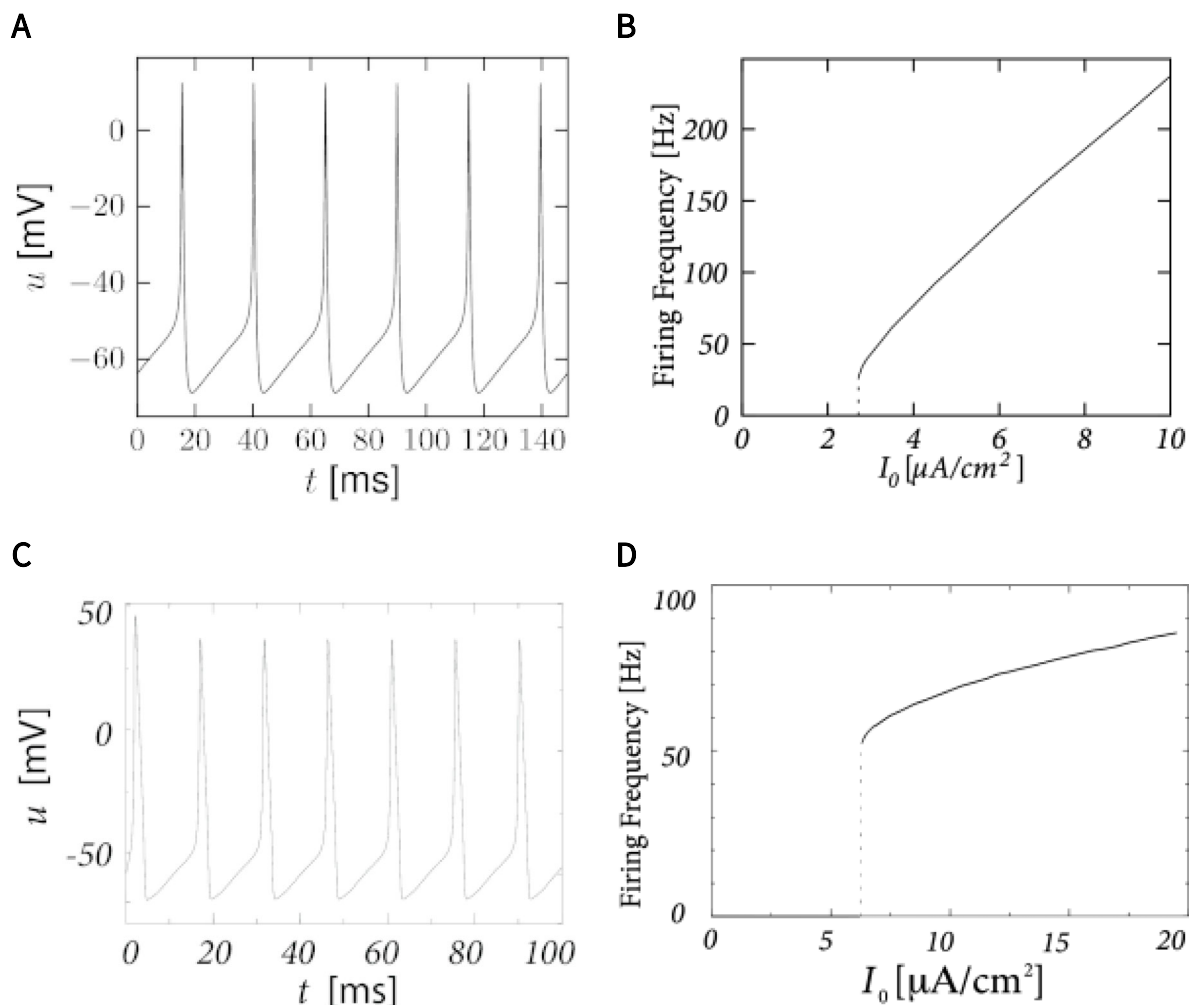 A
0
−20
−40
−60
u [mV]
0 20 40 60 80 100 120 140
t [ms]
B
200
150
100
50
0
Firing Frequency [Hz]
0 2 4 6 8 10
I₀ [μA/cm²]
C
50
0
-50
u [mV]
0 20 40 60 80 100
t [ms]
D
100
50
0
Firing Frequency [Hz]
0 5 10 15 20
I₀ [μA/cm²]